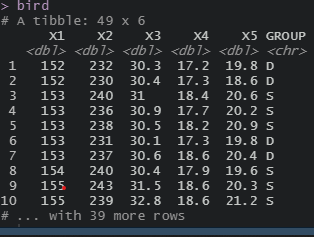 > bird
# A tibble: 49 x 6
X1 X2 X3 X4 X5 GROUP
<dbl> <dbl> <dbl> <dbl> <dbl> <chr>
1 152 232 30.3 17.2 19.8 D
2 152 230 30.4 17.3 18.6 D
3 153 240 31 18.4 20.6 S
4 153 236 30.9 17.7 20.2 S
5 153 238 30.5 18.2 20.9 S
6 153 231 30.1 17.3 19.8 D
7 153 237 30.6 18.6 20.4 D
8 154 240 30.4 17.9 19.6 S
9 155 243 31.5 18.6 20.3 S
10 155 239 32.8 18.6 21.2 S
# ... with 39 more rows